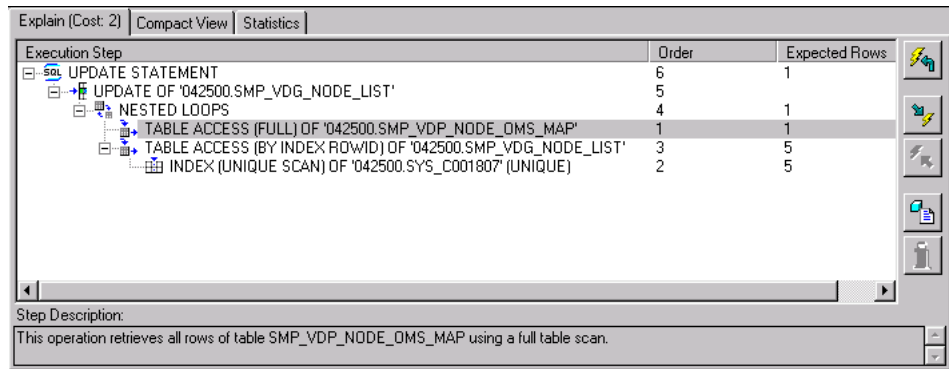 Explain (Cost: 2) Compact View Statistics
Execution Step Order Expected Rows
SQL UPDATE STATEMENT 6 1
UPDATE OF '042500.SMP_VDG_NODE_LIST' 5
NESTED LOOPS 4 1
TABLE ACCESS (FULL) OF '042500.SMP_VDP_NODE_OMS_MAP' 1 1
TABLE ACCESS (BY INDEX ROWID) OF '042500.SMP_VDG_NODE_LIST' 3 5
INDEX (UNIQUE SCAN) OF '042500.SYS_C001807' (UNIQUE) 2 5
Step Description:
This operation retrieves all rows of table SMP_VDP_NODE_OMS_MAP using a full table scan.